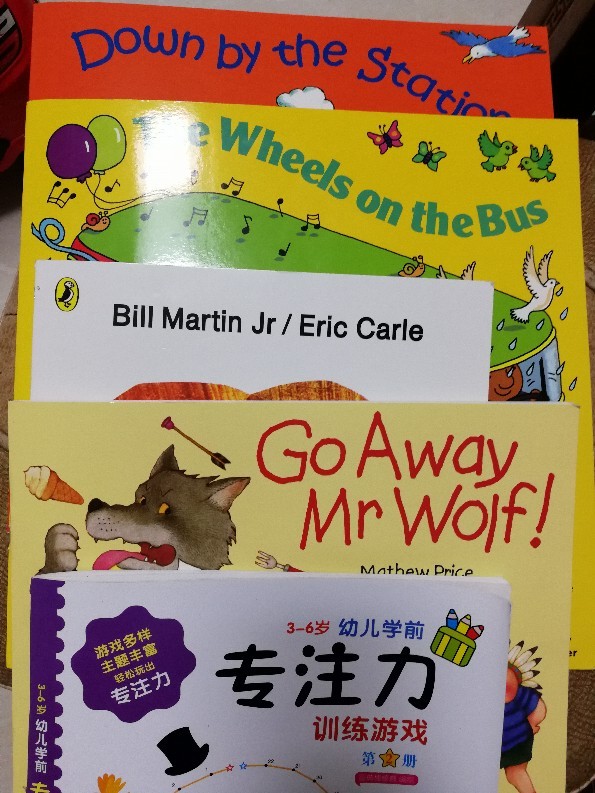 Down by the Station
The Wheels on the Bus
Bill Martin Jr / Eric Carle
Go Away
Mr Wolf!
Mathew Price
3-6岁 幼儿学前
专注力
训练游戏
第2册
游戏多样
主题丰富
轻松玩出
专注力
3-6岁 幼儿学前